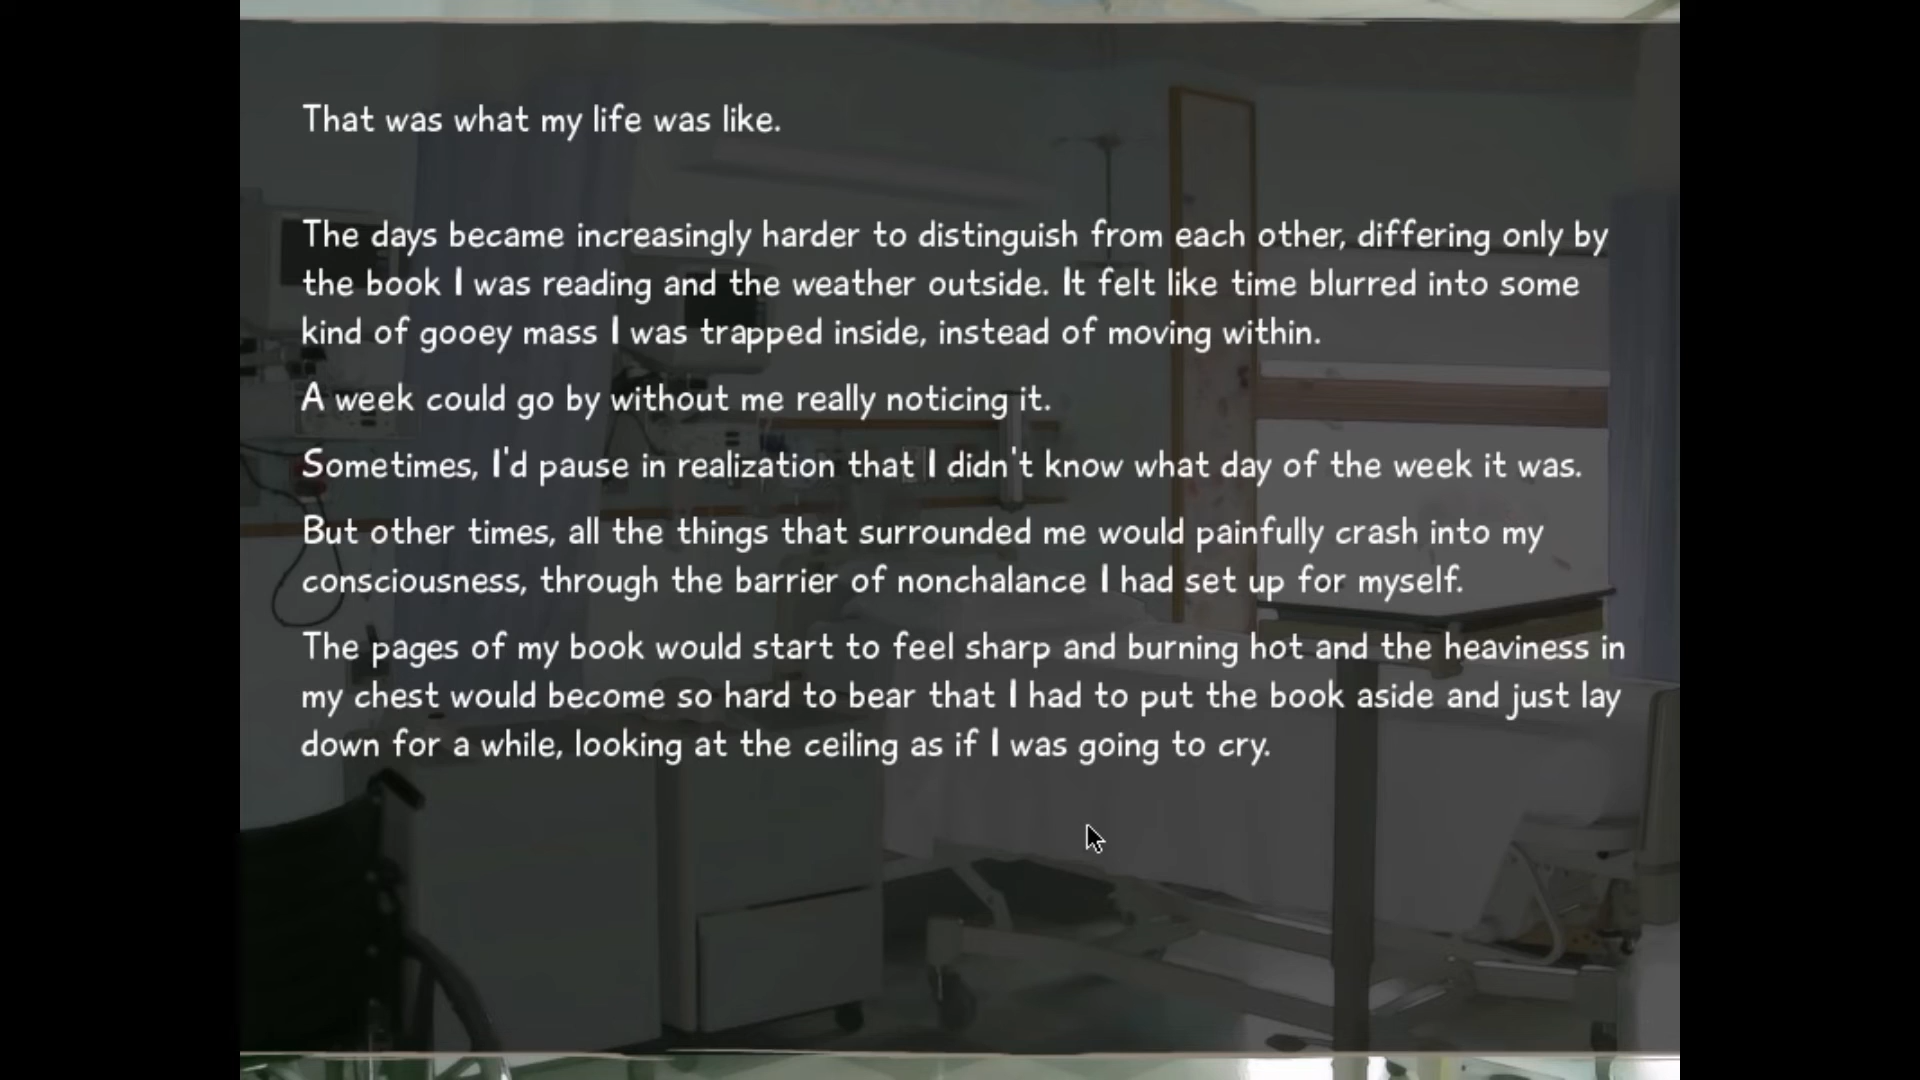 That was what my life was like.
The days became increasingly harder to distinguish from each other, differing only by
the book I was reading and the weather outside. It felt like time blurred into some
kind of gooey mass I was trapped inside, instead of moving within.
A week could go by without me really noticing it.
Sometimes, I'd pause in realization that I didn't know what day of the week it was.
But other times, all the things that surrounded me would painfully crash into my
consciousness, through the barrier of nonchalance I had set up for myself.
The pages of my book would start to feel sharp and burning hot and the heaviness in
my chest would become so hard to bear that I had to put the book aside and just lay
down for a while, looking at the ceiling as if I was going to cry.